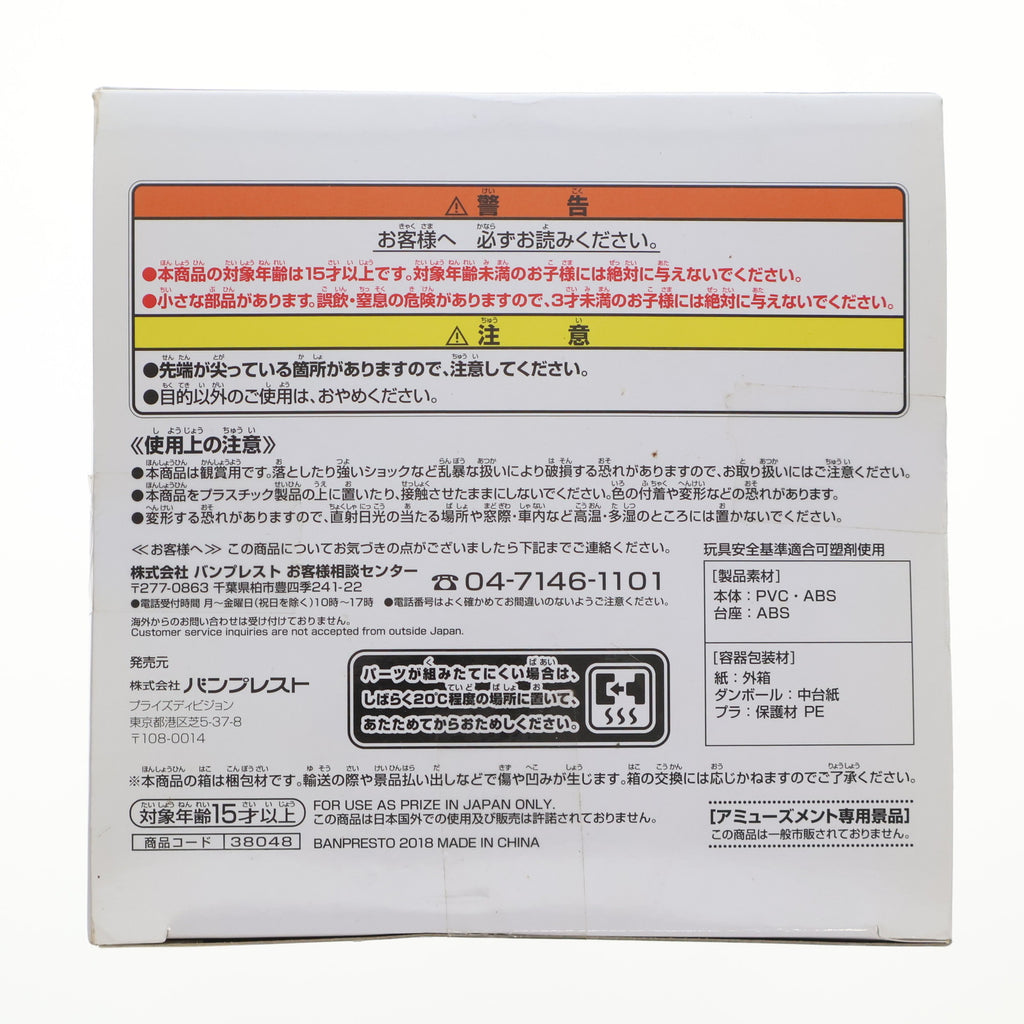 ⚠警 告
お客様へ 必ずお読みください。
●本商品の対象年齢は15才以上です。対象年齢未満のお子様には絶対に与えないでください。
●小さな部品があります。誤飲・窒息の危険がありますので、3才未満のお子様には絶対に与えないでください。
⚠注 意
●先端が尖っている箇所がありますので、注意してください。
●目的以外のご使用は、おやめください。
《使用上の注意》
●本商品は観賞用です。落としたり強いショックなど乱暴な扱いにより破損する恐れがありますので、お取り扱いにはご注意ください。
●本商品をプラスチック製品の上に置いたり、接触させたままにしないでください。色の付着や変形などの恐れがあります。
●変形する恐れがありますので、直射日光の当たる場所や窓際・車内など高温・多湿のところには置かないでください。
≪お客様へ≫ この商品についてお気づきの点がございましたら下記までご連絡ください。
株式会社 バンプレスト お客様相談センター
〒277-0863 千葉県柏市豊四季241-22
☎04-7146-1101
●電話受付時間 月〜金曜日(祝日を除く)10時〜17時 ●電話番号はよく確かめてお間違いのないようご注意ください。
海外からのお問い合わせは受け付けておりません。
Customer service inquiries are not accepted from outside Japan.
玩具安全基準適合可塑剤使用
[製品素材]
本体：PVC・ABS
台座：ABS
[容器包装材]
紙：外箱
ダンボール：中台紙
プラ：保護材 PE
発売元
株式会社 バンプレスト
プライズディビジョン
東京都港区芝5-37-8
〒108-0014
パーツが組みたてにくい場合は、
しばらく20℃程度の場所に置いて、
あたためてからおためしください。
※本商品の箱は梱包材です。輸送の際や景品払い出しなどで傷や凹みが生じます。箱の交換には応じかねますのでご了承ください。
対象年齢15才以上
商品コード 38048
FOR USE AS PRIZE IN JAPAN ONLY.
この商品は日本国外での使用及び販売は許諾されておりません。
BANPRESTO 2018 MADE IN CHINA
[アミューズメント専用景品]
この商品は一般市販されておりません。